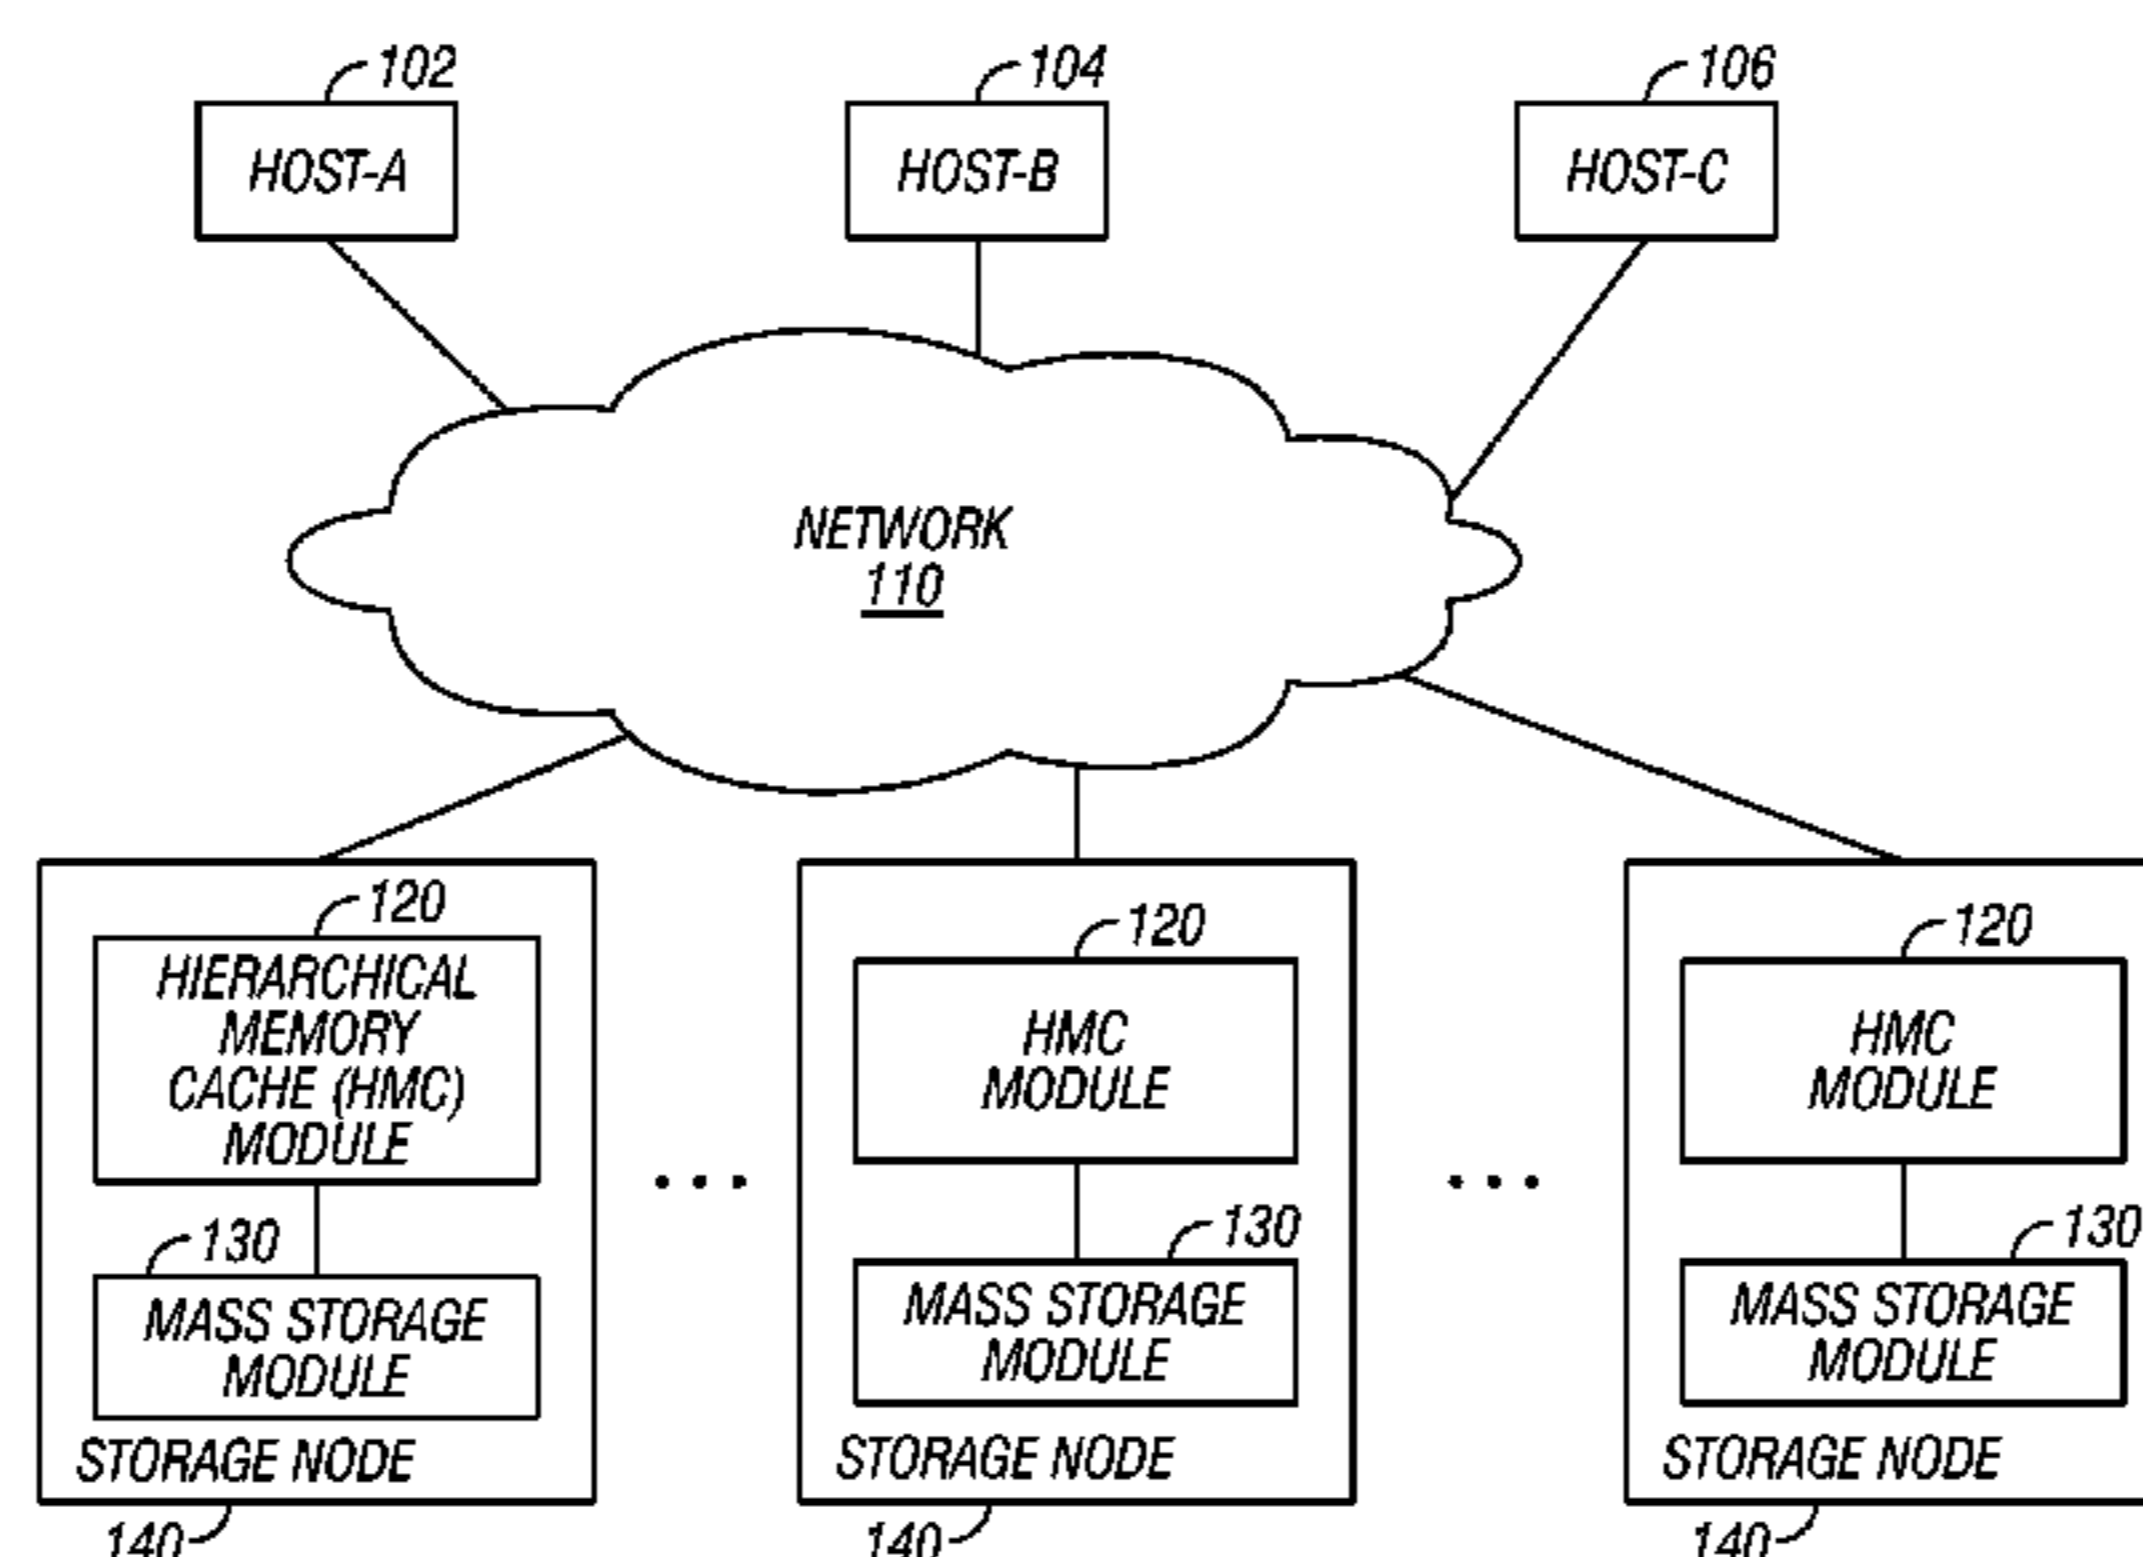 102
104
106
HOST-A
HOST-B
HOST-C
NETWORK
110
120
HIERARCHICAL
MEMORY
CACHE (HMC)
MODULE
130
MASS STORAGE
MODULE
STORAGE NODE
140
...
120
HMC
MODULE
130
MASS STORAGE
MODULE
STORAGE NODE
140
...
120
HMC
MODULE
130
MASS STORAGE
MODULE
STORAGE NODE
140